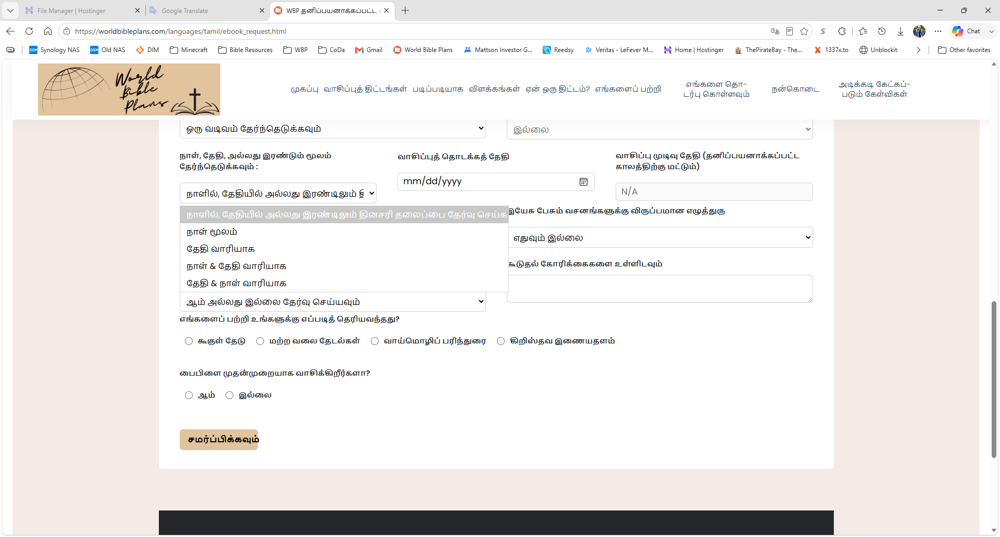 File Manager | Hostinger
Google Translate
WBP தனிப்பயனாக்கப்பட்ட
https://worldbibleplans.com/languages/tamil/ebook_request.html
Chat
Synology NAS
Old NAS
DIM
Minecraft
Bible Resources
WBP
CoDa
Gmail
World Bible Plans
Mattson Investor G...
Reedsy
Veritas - LeFever M...
Home | Hostinger
ThePirateBay - The...
1337x.to
Unblockit
Other favorites
World
Bible
Plans
முகப்பு
வாசிப்புத் திட்டங்கள்
படிப்படியாக
விளக்கங்கள்
ஏன் ஒரு திட்டம்?
எங்களைப் பற்றி
எங்களை தொ-
டர்பு கொள்ளவும்
நன்கொடை
அடிக்கடி கேட்கப்-
படும் கேள்விகள்
ஒரு வடிவம் தேர்ந்தெடுக்கவும்
இல்லை
நாள், தேதி, அல்லது இரண்டும் மூலம்
தேர்ந்தெடுக்கவும் :
வாசிப்புத் தொடக்கத் தேதி
வாசிப்பு முடிவு தேதி (தனிப்பயனாக்கப்பட்ட
காலத்திற்கு மட்டும்)
நாளில், தேதியில் அல்லது இரண்டிலும் தி
mm/dd/yyyy
N/A
நாளில், தேதியில் அல்லது இரண்டிலும் தினசரி தலைப்பை தேர்வு செய்க
நாள் மூலம்
தேதி வாரியாக
நாள் & தேதி வாரியாக
தேதி & நாள் வாரியாக
இயேசு பேசும் வசனங்களுக்கு விருப்பமான எழுத்துரு
எதுவும் இல்லை
கூடுதல் கோரிக்கைகளை உள்ளிடவும்
ஆம் அல்லது இல்லை தேர்வு செய்யவும்
எங்களைப் பற்றி உங்களுக்கு எப்படித் தெரியவந்தது?
கூகுள் தேடு
மற்ற வலை தேடல்கள்
வாய்மொழிப் பரிந்துரை
கிறிஸ்தவ இணையதளம்
பைபிளை முதன்முறையாக வாசிக்கிறீர்களா?
ஆம்
இல்லை
சமர்ப்பிக்கவும்